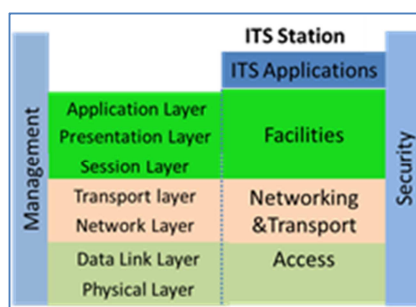 ITS Station
ITS Applications
Management
Application Layer
Presentation Layer
Session Layer
Facilities
Transport layer
Network Layer
Networking
&Transport
Data Link Layer
Physical Layer
Access
Security